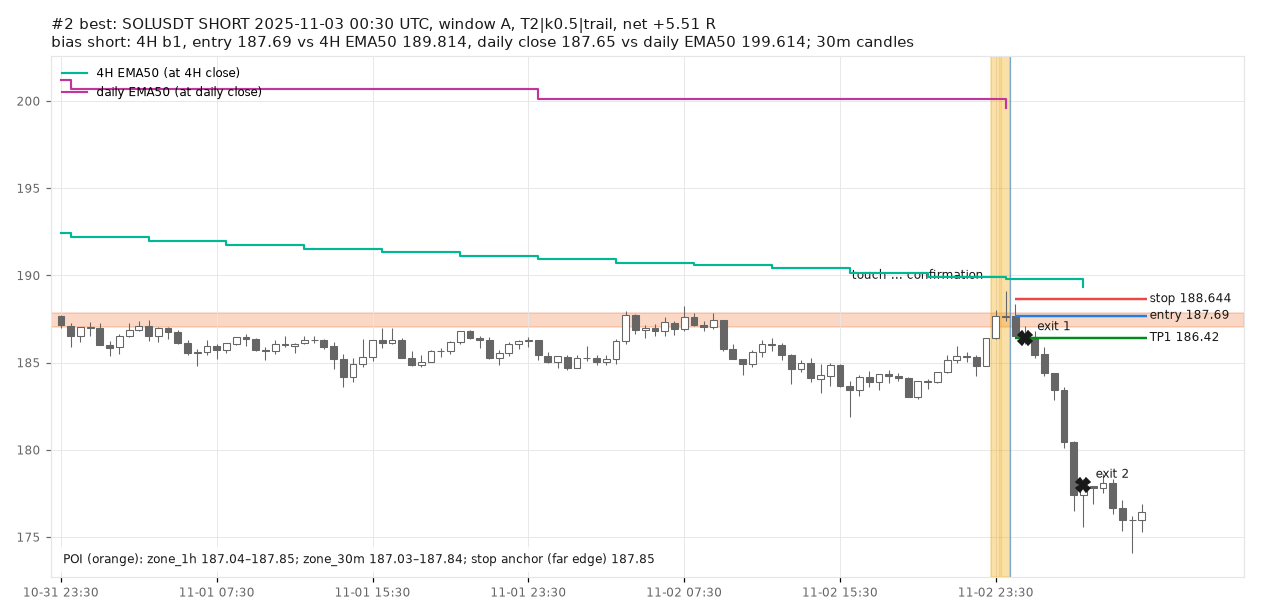 #2 best: SOLUSDT SHORT 2025-11-03 00:30 UTC, window A, T2|k0.5|trail, net +5.51 R
bias short: 4H b1, entry 187.69 vs 4H EMA50 189.814, daily close 187.65 vs daily EMA50 199.614; 30m candles
4H EMA50 (at 4H close)
daily EMA50 (at daily close)
200
195
190
185
180
175
touch ... confirmation
stop 188.644
entry 187.69
exit 1
TP1 186.42
exit 2
POI (orange): zone_1h 187.04–187.85; zone_30m 187.03–187.84; stop anchor (far edge) 187.85
10-31 23:30
11-01 07:30
11-01 15:30
11-01 23:30
11-02 07:30
11-02 15:30
11-02 23:30